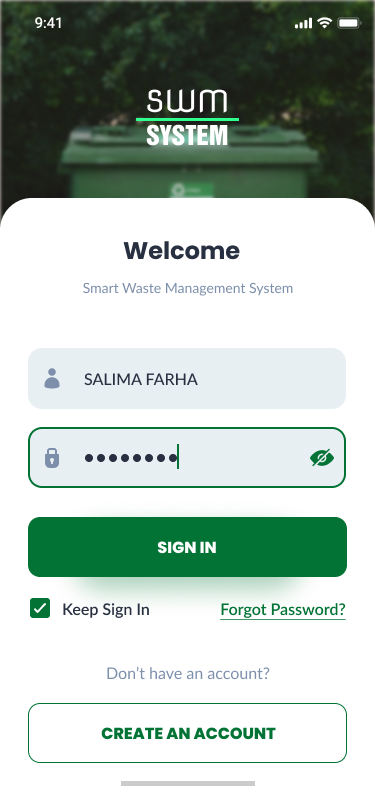 9:41
SWM
SYSTEM
Welcome
Smart Waste Management System
SALIMA FARHA
SIGN IN
Keep Sign In
Forgot Password?
Don't have an account?
CREATE AN ACCOUNT